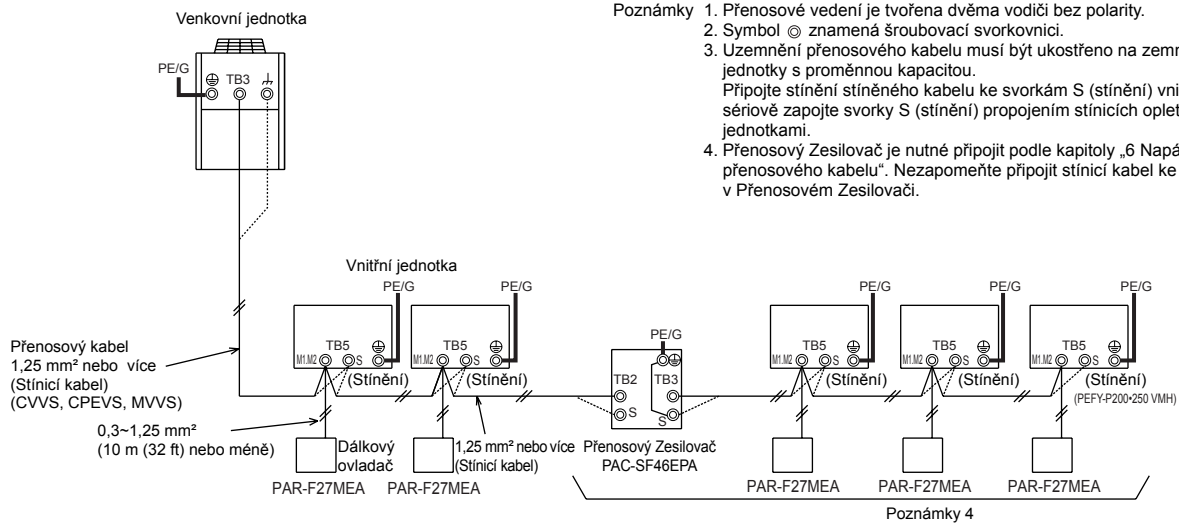 Venkovní jednotka
PE/G
TB3
Poznámky 1. Přenosové vedení je tvořena dvěma vodiči bez polarity.
2. Symbol ◎ znamená šroubovací svorkovnici.
3. Uzemnění přenosového kabelu musí být ukostřeno na zemn
jednotky s proměnnou kapacitou.
Připojte stínění stíněného kabelu ke svorkám S (stínění) vni
sériově zapojte svorky S (stínění) propojením stínicích oplet
jednotkami.
4. Přenosový Zesilovač je nutné připojit podle kapitoly „6 Napá
přenosového kabelu“. Nezapomeňte připojit stínicí kabel ke
v Přenosovém Zesilovači.
Vnitřní jednotka
PE/G PE/G PE/G PE/G PE/G
PE/G
TB5 TB5 TB5 TB5 TB5
M1.M2 S M1.M2 S M1.M2 S M1.M2 S M1.M2 S
(Stínění) (Stínění) (Stínění) (Stínění) (Stínění)
(PEFY-P200•250 VMH)
TB2 TB3
S S
Přenosový kabel
1,25 mm² nebo více
(Stínicí kabel)
(CVVS, CPEVS, MVVS)
0,3~1,25 mm²
(10 m (32 ft) nebo méně)
Dálkový
ovladač
1,25 mm² nebo více
(Stínicí kabel)
Přenosový Zesilovač
PAC-SF46EPA
PAR-F27MEA PAR-F27MEA PAR-F27MEA PAR-F27MEA PAR-F27MEA
Poznámky 4